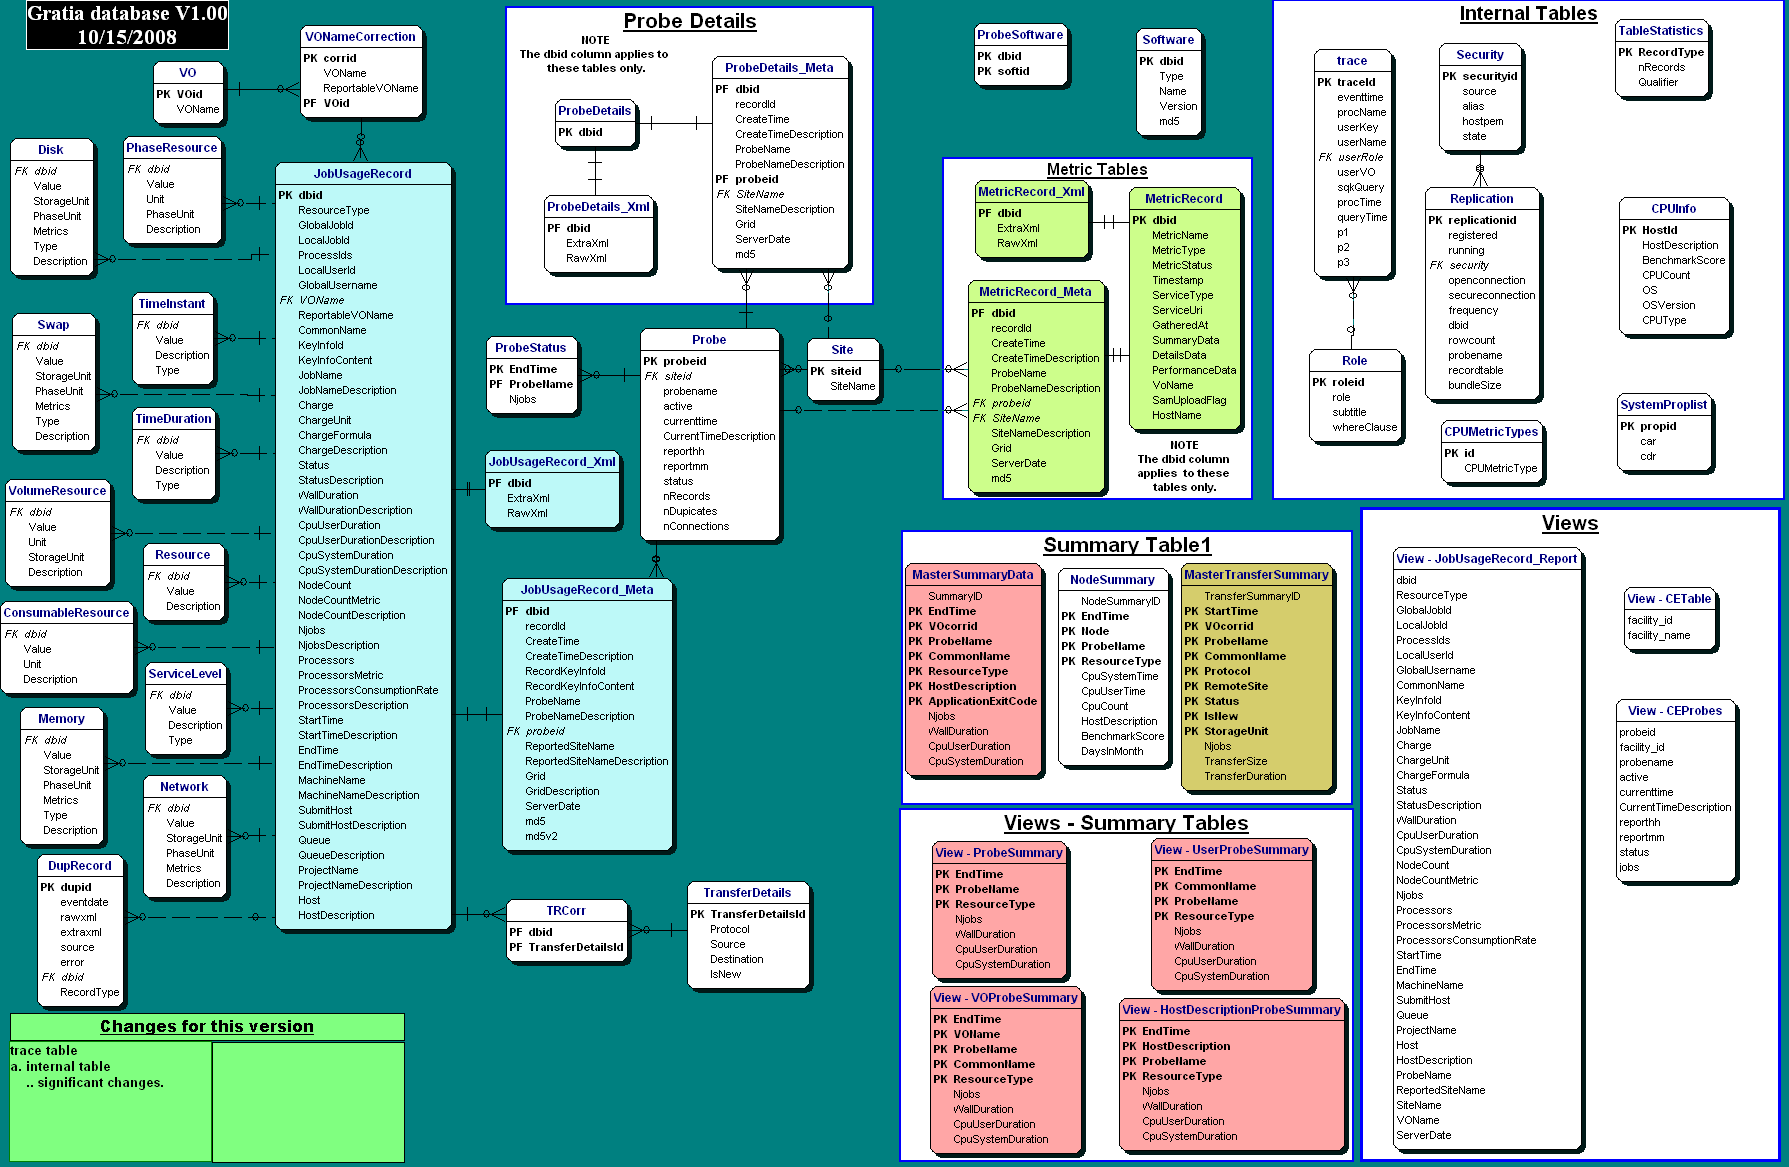 Gratia database V1.00
10/15/2008
VO
PK VOid
VOName
VONameCorrection
PK corrid
VOName
ReportableVOName
PF VOid
Disk
FK dbid
Value
StorageUnit
PhaseUnit
Metrics
Type
Description
PhaseResource
FK dbid
Value
Unit
PhaseUnit
Description
TimeInstant
FK dbid
Value
Description
Type
Swap
FK dbid
Value
StorageUnit
PhaseUnit
Metrics
Type
Description
TimeDuration
FK dbid
Value
Description
Type
VolumeResource
FK dbid
Value
Unit
StorageUnit
Description
Resource
FK dbid
Value
Description
ConsumableResource
FK dbid
Value
Unit
Description
ServiceLevel
FK dbid
Value
Description
Type
Memory
FK dbid
Value
StorageUnit
PhaseUnit
Metrics
Type
Description
Network
FK dbid
Value
StorageUnit
PhaseUnit
Metrics
Description
DupRecord
PK dupid
eventdate
rawxml
extraxml
source
error
FK dbid
RecordType
Changes for this version
trace table
a. internal table
.. significant changes.
JobUsageRecord
PK dbid
ResourceType
GlobalJobId
LocalJobId
ProcessIds
LocalUserId
GlobalUsername
FK VOName
ReportableVOName
CommonName
KeyInfoId
KeyInfoContent
JobName
JobNameDescription
Charge
ChargeUnit
ChargeFormula
ChargeDescription
Status
StatusDescription
WallDuration
WallDurationDescription
CpuUserDuration
CpuUserDurationDescription
CpuSystemDuration
CpuSystemDurationDescription
NodeCount
NodeCountMetric
NodeCountDescription
Njobs
NjobsDescription
Processors
ProcessorsMetric
ProcessorsConsumptionRate
ProcessorsDescription
StartTime
StartTimeDescription
EndTime
EndTimeDescription
MachineName
MachineNameDescription
SubmitHost
SubmitHostDescription
Queue
QueueDescription
ProjectName
ProjectNameDescription
Host
HostDescription
Probe Details
NOTE
The dbid column applies to
these tables only.
ProbeDetails
PK dbid
ProbeDetails_Xml
PF dbid
ExtraXml
RawXml
ProbeDetails_Meta
PF dbid
recordId
CreateTime
CreateTimeDescription
ProbeName
ProbeNameDescription
PF probeid
FK SiteName
SiteNameDescription
Grid
ServerDate
md5
ProbeStatus
PK EndTime
PF ProbeName
Njobs
Probe
PK probeid
FK siteid
probename
active
currenttime
CurrentTimeDescription
reporthh
reportmm
status
nRecords
nDupicates
nConnections
Site
PK siteid
SiteName
JobUsageRecord_Xml
PF dbid
ExtraXml
RawXml
JobUsageRecord_Meta
PF dbid
recordId
CreateTime
CreateTimeDescription
RecordKeyInfoId
RecordKeyInfoContent
ProbeName
ProbeNameDescription
FK probeid
ReportedSiteName
ReportedSiteNameDescription
Grid
GridDescription
ServerDate
md5
md5v2
TRCorr
PF dbid
PF TransferDetailsId
TransferDetails
PK TransferDetailsId
Protocol
Source
Destination
IsNew
ProbeSoftware
PK dbid
PK softid
Software
PK dbid
Type
Name
Version
md5
Metric Tables
MetricRecord_Xml
PF dbid
ExtraXml
RawXml
MetricRecord
PK dbid
MetricName
MetricType
MetricStatus
Timestamp
ServiceType
ServiceUri
GatheredAt
SummaryData
DetailsData
PerformanceData
VoName
SamUploadFlag
HostName
MetricRecord_Meta
PF dbid
recordId
CreateTime
CreateTimeDescription
ProbeName
ProbeNameDescription
FK probeid
FK SiteName
SiteNameDescription
Grid
ServerDate
md5
NOTE
The dbid column
applies to these
tables only.
Internal Tables
trace
PK traceId
eventtime
procName
userKey
userName
FK userRole
userVO
sqkQuery
procTime
queryTime
p1
p2
p3
Security
PK securityid
source
alias
hostpem
state
TableStatistics
PK RecordType
nRecords
Qualifier
Replication
PK replicationid
registered
running
FK security
openconnection
secureconnection
frequency
dbid
rowcount
probename
recordtable
bundleSize
CPUInfo
PK HostId
HostDescription
BenchmarkScore
CPUCount
OS
OSVersion
CPUType
Role
PK roleid
role
subtitle
whereClause
CPUMetricTypes
PK id
CPUMetricType
SystemProplist
PK propid
car
cdr
Summary Table1
MasterSummaryData
SummaryID
PK EndTime
PK VOcorrid
PK ProbeName
PK CommonName
PK ResourceType
PK HostDescription
PK ApplicationExitCode
Njobs
WallDuration
CpuUserDuration
CpuSystemDuration
NodeSummary
NodeSummaryID
PK EndTime
PK Node
PK ProbeName
PK ResourceType
CpuSystemTime
CpuUserTime
CpuCount
HostDescription
BenchmarkScore
DaysInMonth
MasterTransferSummary
TransferSummaryID
PK StartTime
PK VOcorrid
PK ProbeName
PK CommonName
PK Protocol
PK RemoteSite
PK Status
PK IsNew
PK StorageUnit
Njobs
TransferSize
TransferDuration
Views - Summary Tables
View - ProbeSummary
PK EndTime
PK ProbeName
PK ResourceType
Njobs
WallDuration
CpuUserDuration
CpuSystemDuration
View - UserProbeSummary
PK EndTime
PK CommonName
PK ProbeName
PK ResourceType
Njobs
WallDuration
CpuUserDuration
CpuSystemDuration
View - VOProbeSummary
PK EndTime
PK VOName
PK ProbeName
PK CommonName
PK ResourceType
Njobs
WallDuration
CpuUserDuration
CpuSystemDuration
View - HostDescriptionProbeSummary
PK EndTime
PK HostDescription
PK ProbeName
PK ResourceType
Njobs
WallDuration
CpuUserDuration
CpuSystemDuration
Views
View - JobUsageRecord_Report
dbid
ResourceType
GlobalJobId
LocalJobId
ProcessIds
LocalUserId
GlobalUsername
CommonName
KeyInfoId
KeyInfoContent
JobName
Charge
ChargeUnit
ChargeFormula
Status
StatusDescription
WallDuration
CpuUserDuration
CpuSystemDuration
NodeCount
NodeCountMetric
Njobs
Processors
ProcessorsMetric
ProcessorsConsumptionRate
StartTime
EndTime
MachineName
SubmitHost
Queue
ProjectName
Host
HostDescription
ProbeName
ReportedSiteName
SiteName
VOName
ServerDate
View - CETable
facility_id
facility_name
View - CEProbes
probeid
facility_id
probename
active
currenttime
CurrentTimeDescription
reporthh
reportmm
status
jobs